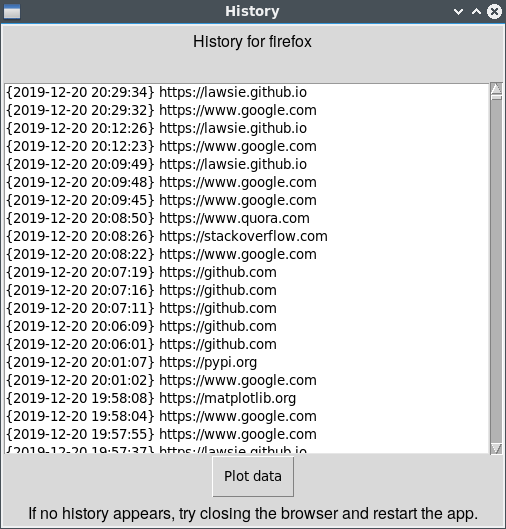 History
History for firefox
{2019-12-20 20:29:34} https://lawsie.github.io
{2019-12-20 20:29:32} https://www.google.com
{2019-12-20 20:12:26} https://lawsie.github.io
{2019-12-20 20:12:23} https://www.google.com
{2019-12-20 20:09:49} https://lawsie.github.io
{2019-12-20 20:09:48} https://www.google.com
{2019-12-20 20:09:45} https://www.google.com
{2019-12-20 20:08:50} https://www.quora.com
{2019-12-20 20:08:26} https://stackoverflow.com
{2019-12-20 20:08:22} https://www.google.com
{2019-12-20 20:07:19} https://github.com
{2019-12-20 20:07:16} https://github.com
{2019-12-20 20:07:11} https://github.com
{2019-12-20 20:06:09} https://github.com
{2019-12-20 20:06:01} https://github.com
{2019-12-20 20:01:07} https://pypi.org
{2019-12-20 20:01:02} https://www.google.com
{2019-12-20 19:58:08} https://matplotlib.org
{2019-12-20 19:58:04} https://www.google.com
{2019-12-20 19:57:55} https://www.google.com
{2019-12-20 19:57:37} https://lawsie.github.io
Plot data
If no history appears, try closing the browser and restart the app.